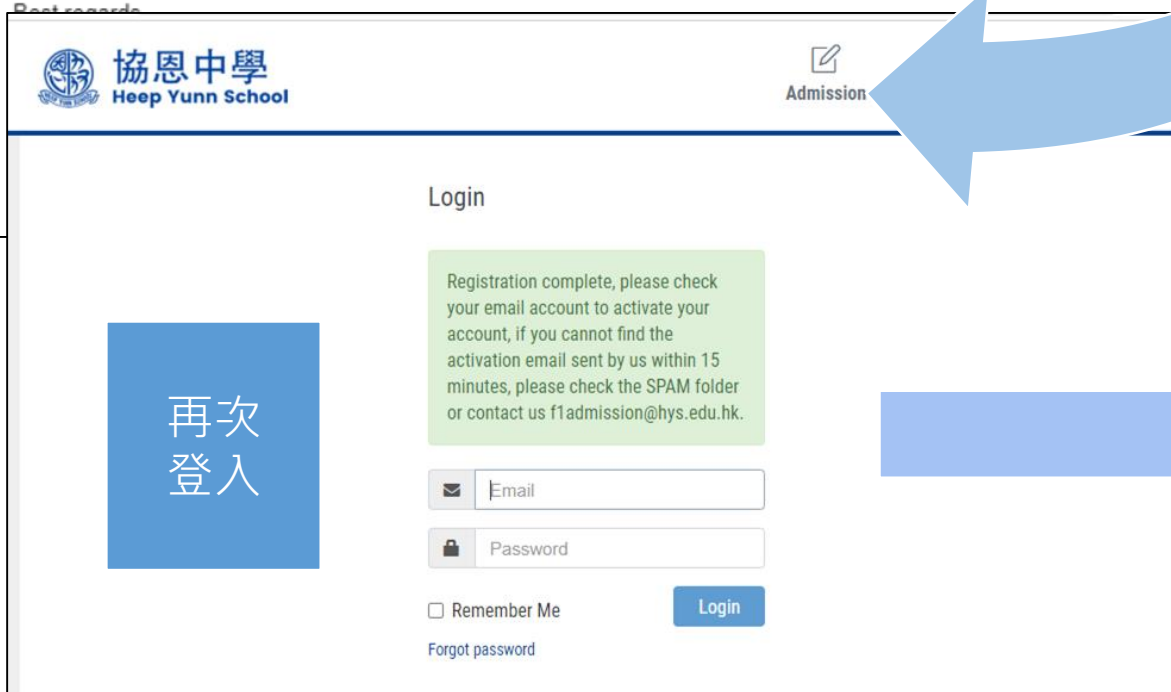 Best regards
協恩中學
Heep Yunn School
Admission
Login
Registration complete, please check
your email account to activate your
account, if you cannot find the
activation email sent by us within 15
minutes, please check the SPAM folder
or contact us f1admission@hys.edu.hk.
再次
登入
Email
Password
Remember Me
Login
Forgot password